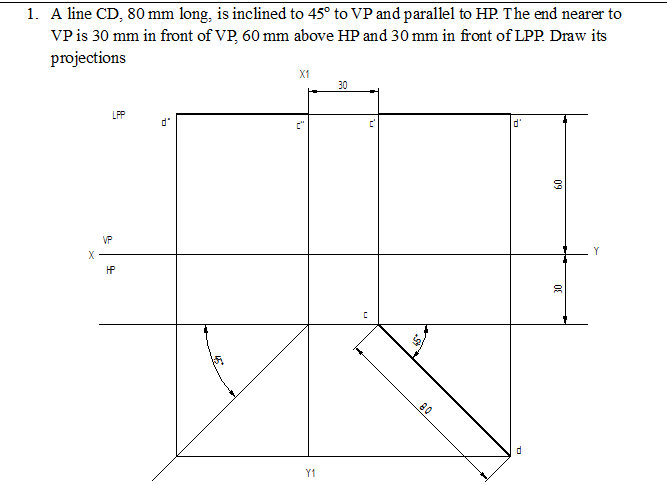 1. A line CD, 80 mm long, is inclined to 45° to VP and parallel to HP. The end nearer to
VP is 30 mm in front of VP, 60 mm above HP and 30 mm in front of LPP. Draw its
projections
X1
30
LPP
d"
c"
c'
d'
60
VP
X
Y
HP
30
c
45°
45°
80
d
Y1